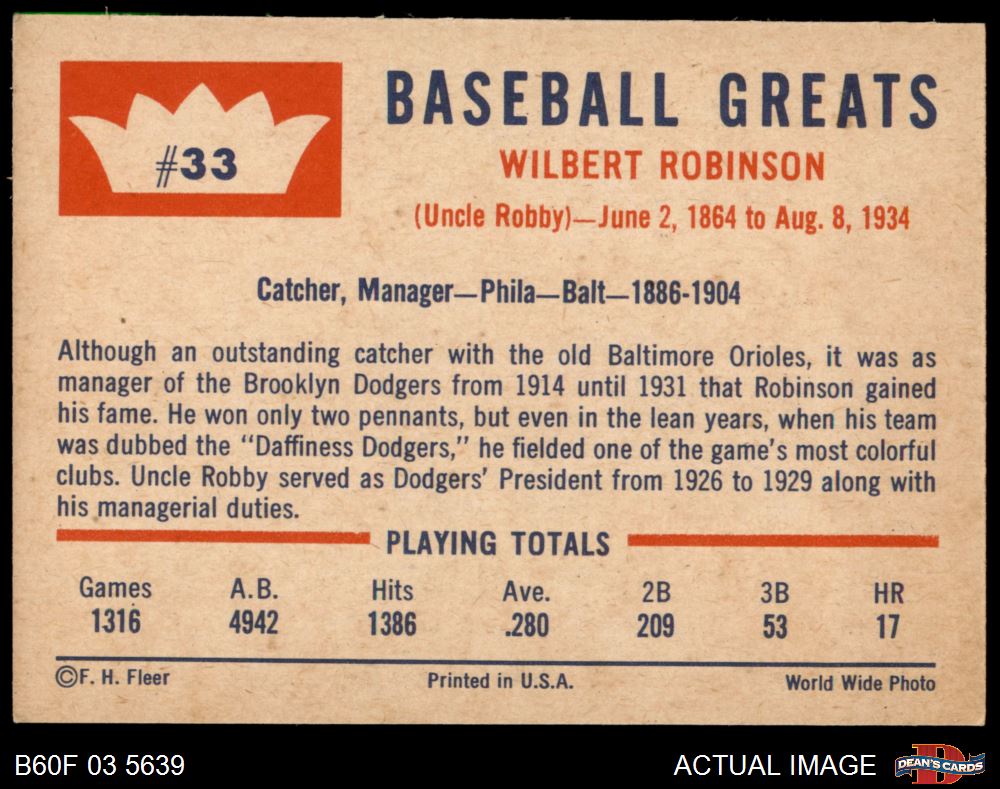 #33
BASEBALL GREATS
WILBERT ROBINSON
(Uncle Robby)—June 2, 1864 to Aug. 8, 1934
Catcher, Manager—Phila—Balt—1886-1904
Although an outstanding catcher with the old Baltimore Orioles, it was as
manager of the Brooklyn Dodgers from 1914 until 1931 that Robinson gained
his fame. He won only two pennants, but even in the lean years, when his team
was dubbed the "Daffiness Dodgers," he fielded one of the game's most colorful
clubs. Uncle Robby served as Dodgers' President from 1926 to 1929 along with
his managerial duties.
PLAYING TOTALS
Games A.B. Hits Ave. 2B 3B HR
1316 4942 1386 .280 209 53 17
©F. H. Fleer Printed in U.S.A. World Wide Photo
B60F 03 5639 ACTUAL IMAGE D DEAN'S CARDS